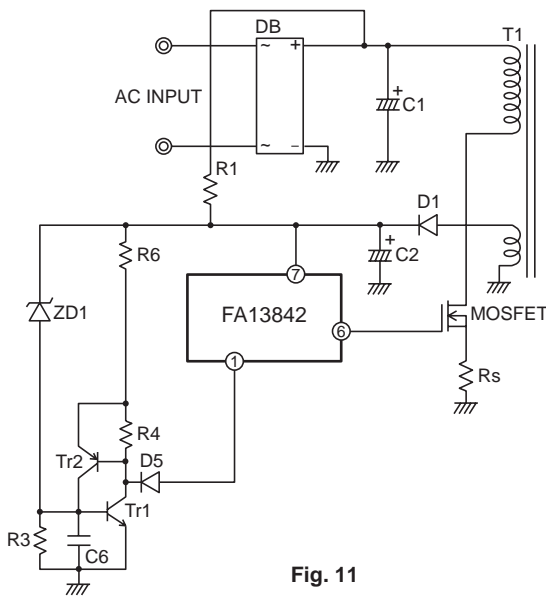 DB
T1
~
+
AC INPUT
+
C1
~
−
R1
D1
+
C2
R6
7
ZD1
FA13842
6
MOSFET
1
Rs
R4
Tr2
D5
Tr1
R3
C6
Fig. 11